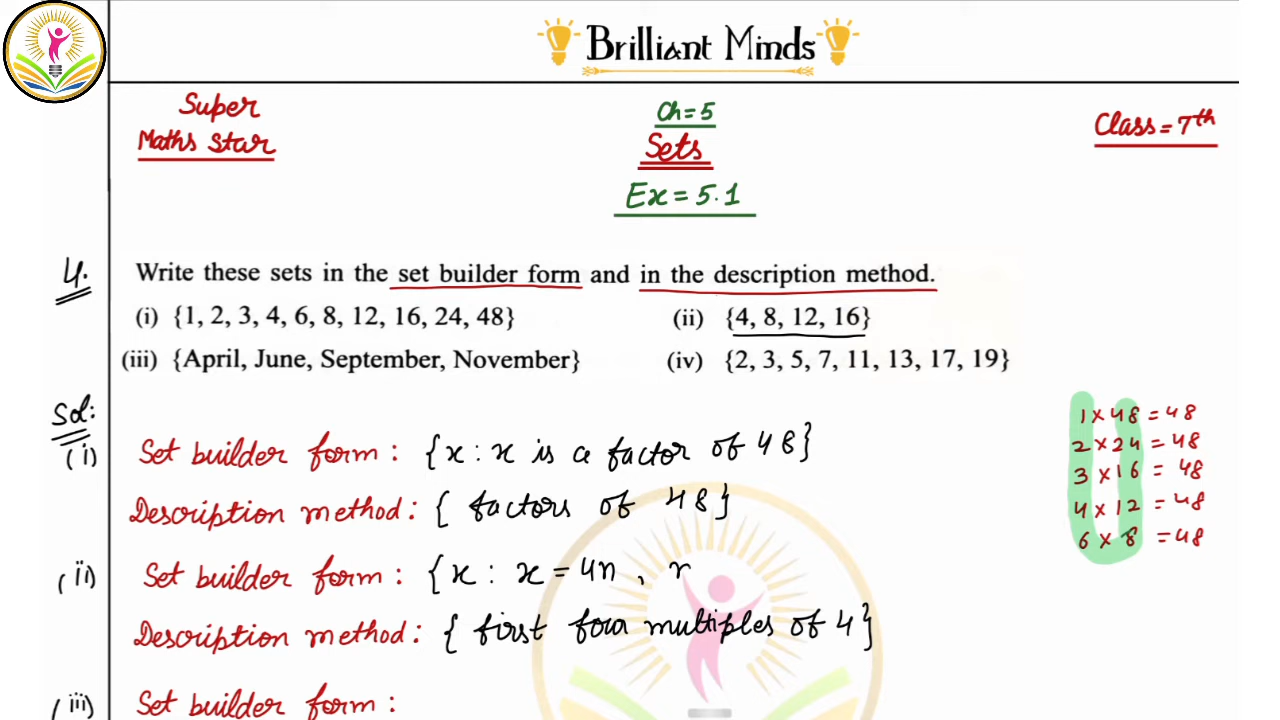 Brilliant Minds
Super
Maths Star
Ch = 5
Sets
Ex = 5.1
Class = 7th
4. Write these sets in the set builder form and in the description method.
(i) {1, 2, 3, 4, 6, 8, 12, 16, 24, 48} (ii) {4, 8, 12, 16}
(iii) {April, June, September, November} (iv) {2, 3, 5, 7, 11, 13, 17, 19}
1 × 48 = 48
2 × 24 = 48
3 × 16 = 48
4 × 12 = 48
6 × 8 = 48
Sol:
(i) Set builder form : {x : x is a factor of 48}
Description method : { factors of 48}
(ii) Set builder form : {x : x = 4n , n
Description method : { first four multiples of 4}
(iii) Set builder form :